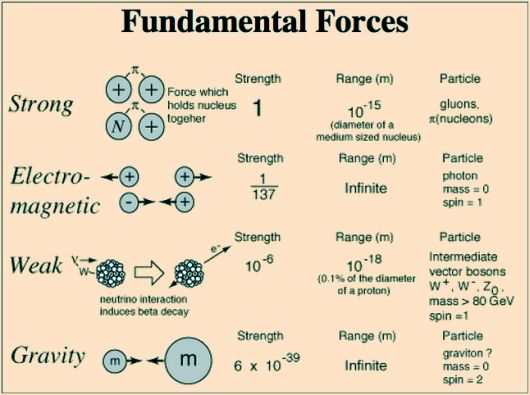 Fundamental Forces
Strong
π
+ +
π
N +
Force which
holds nucleus
togeher
Strength
1
Range (m)
10^-15
(diameter of a
medium sized nucleus)
Particle
gluons,
π(nucleons)
Electro-
magnetic
+ +
- +
Strength
1
137
Range (m)
Infinite
Particle
photon
mass = 0
spin = 1
Weak
ν
W
e-
neutrino interaction
induces beta decay
Strength
10^-6
Range (m)
10^-18
(0.1% of the diameter
of a proton)
Particle
Intermediate
vector bosons
W+, W-, Z0,
mass > 80 GeV
spin =1
Gravity
m m
Strength
6 x 10^-39
Range (m)
Infinite
Particle
graviton ?
mass = 0
spin = 2